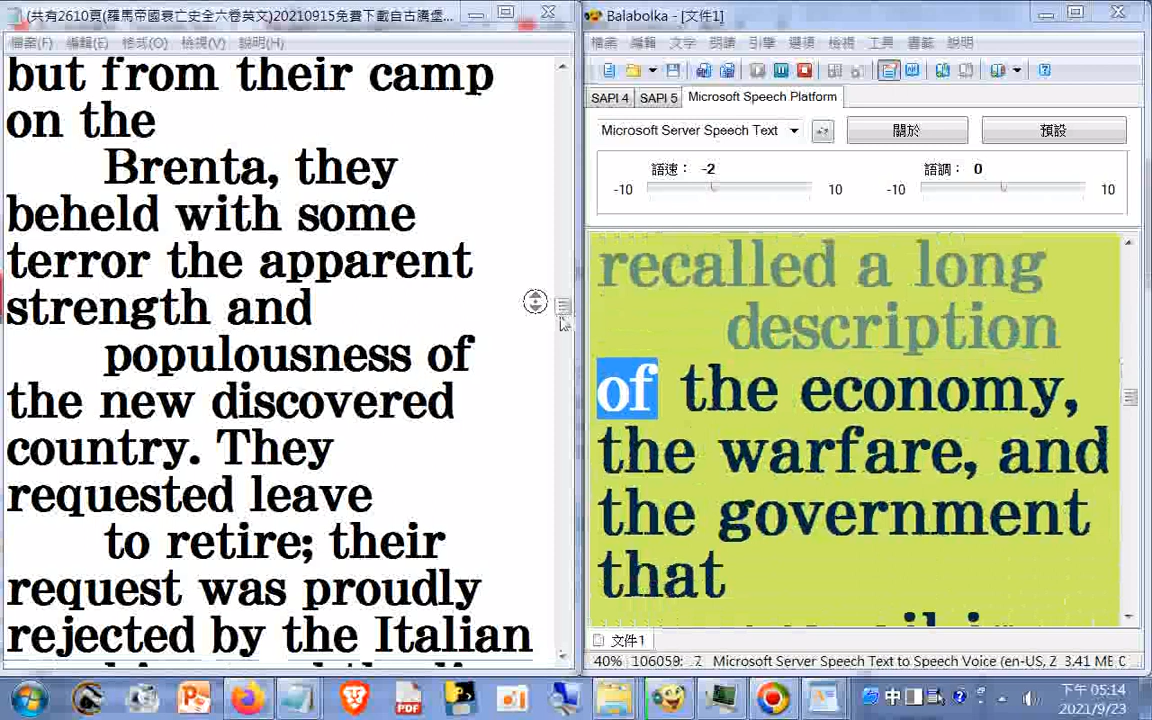 (共有2610頁(羅馬帝國衰亡史全六卷英文)20210915免費下載自古騰堡...
檔案(F) 編輯(E) 格式(O) 檢視(V) 說明(H)
but from their camp
on the
Brenta, they
beheld with some
terror the apparent
strength and
populousness of
the new discovered
country. They
requested leave
to retire; their
request was proudly
rejected by the Italian
Balabolka - [文件1]
檔案 編輯 文字 朗讀 引擎 選項 檢視 工具 書籤 說明
SAPI 4 SAPI 5 Microsoft Speech Platform
Microsoft Server Speech Text 關於 預設
語速: -2 語調: 0
-10 10 -10 10
recalled a long
description
of the economy,
the warfare, and
the government
that
文件1
40% 106059: Microsoft Server Speech Text to Speech Voice (en-US, Z 3.41 MB
中 下午 05:14
2021/9/23